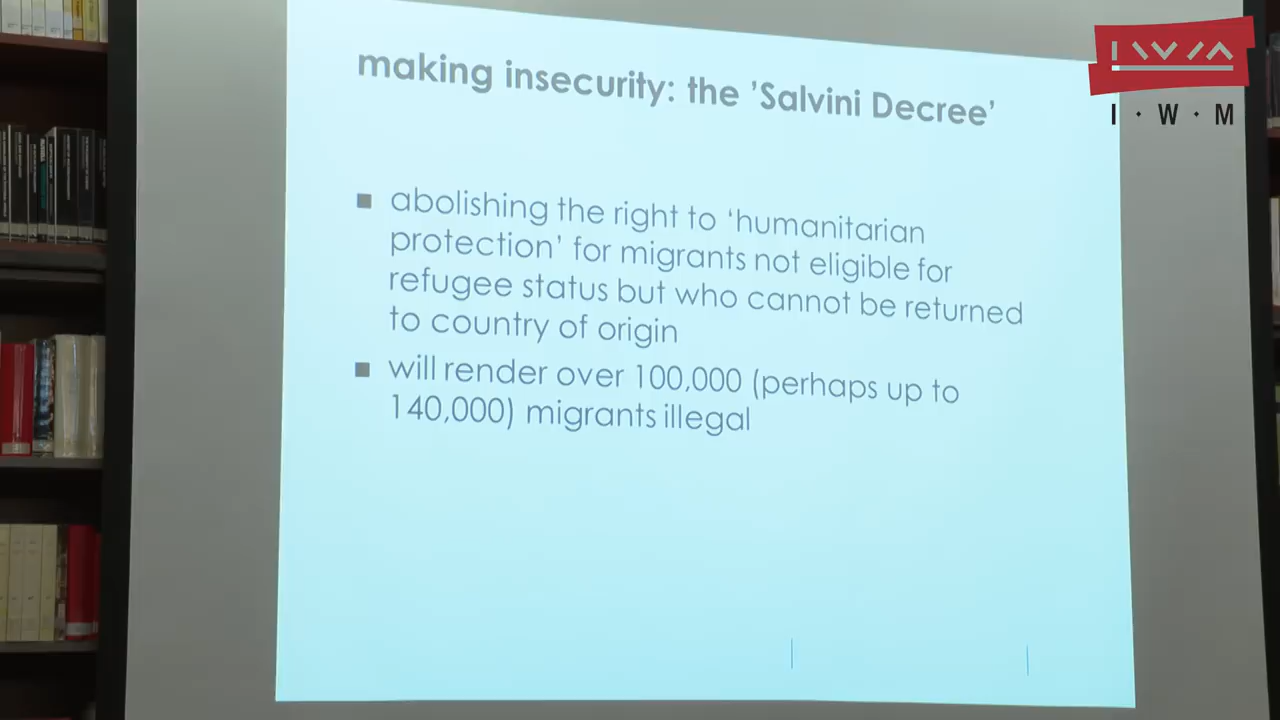 making insecurity: the 'Salvini Decree'
I · W · M
abolishing the right to ‘humanitarian
protection’ for migrants not eligible for
refugee status but who cannot be returned
to country of origin
will render over 100,000 (perhaps up to
140,000) migrants illegal